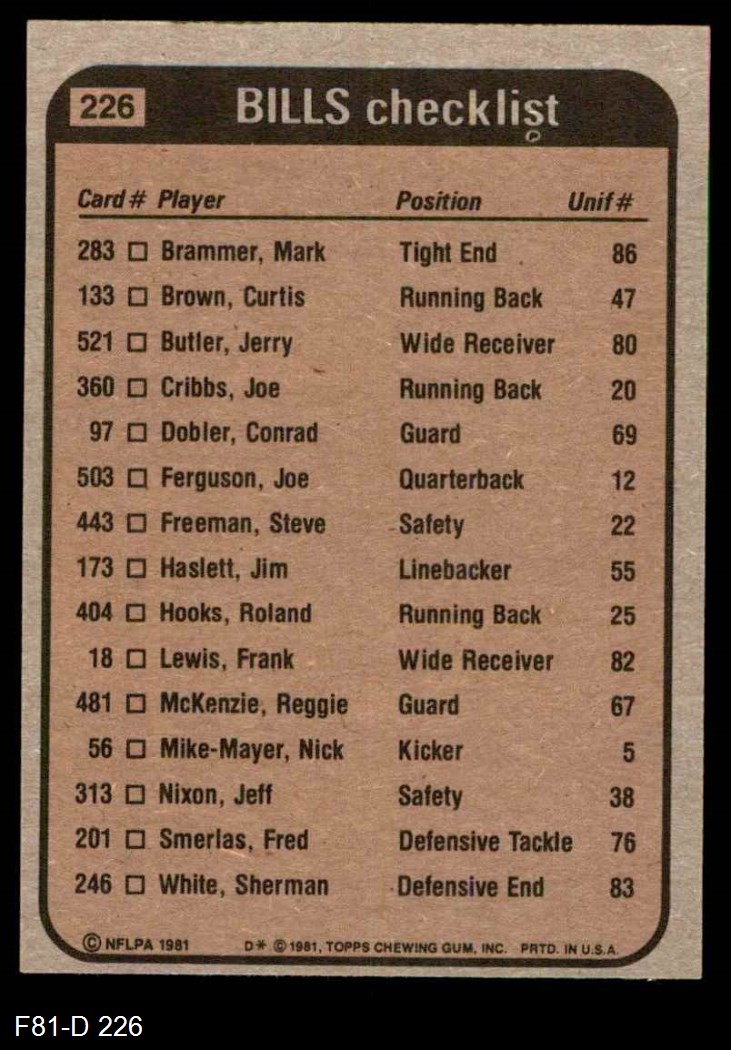 226 BILLS checklist
Card # Player Position Unif #
283 □ Brammer, Mark Tight End 86
133 □ Brown, Curtis Running Back 47
521 □ Butler, Jerry Wide Receiver 80
360 □ Cribbs, Joe Running Back 20
97 □ Dobler, Conrad Guard 69
503 □ Ferguson, Joe Quarterback 12
443 □ Freeman, Steve Safety 22
173 □ Haslett, Jim Linebacker 55
404 □ Hooks, Roland Running Back 25
18 □ Lewis, Frank Wide Receiver 82
481 □ McKenzie, Reggie Guard 67
56 □ Mike-Mayer, Nick Kicker 5
313 □ Nixon, Jeff Safety 38
201 □ Smerlas, Fred Defensive Tackle 76
246 □ White, Sherman Defensive End 83
© NFLPA 1981 D* © 1981, TOPPS CHEWING GUM, INC. PRTD. IN U.S.A.
F81-D 226